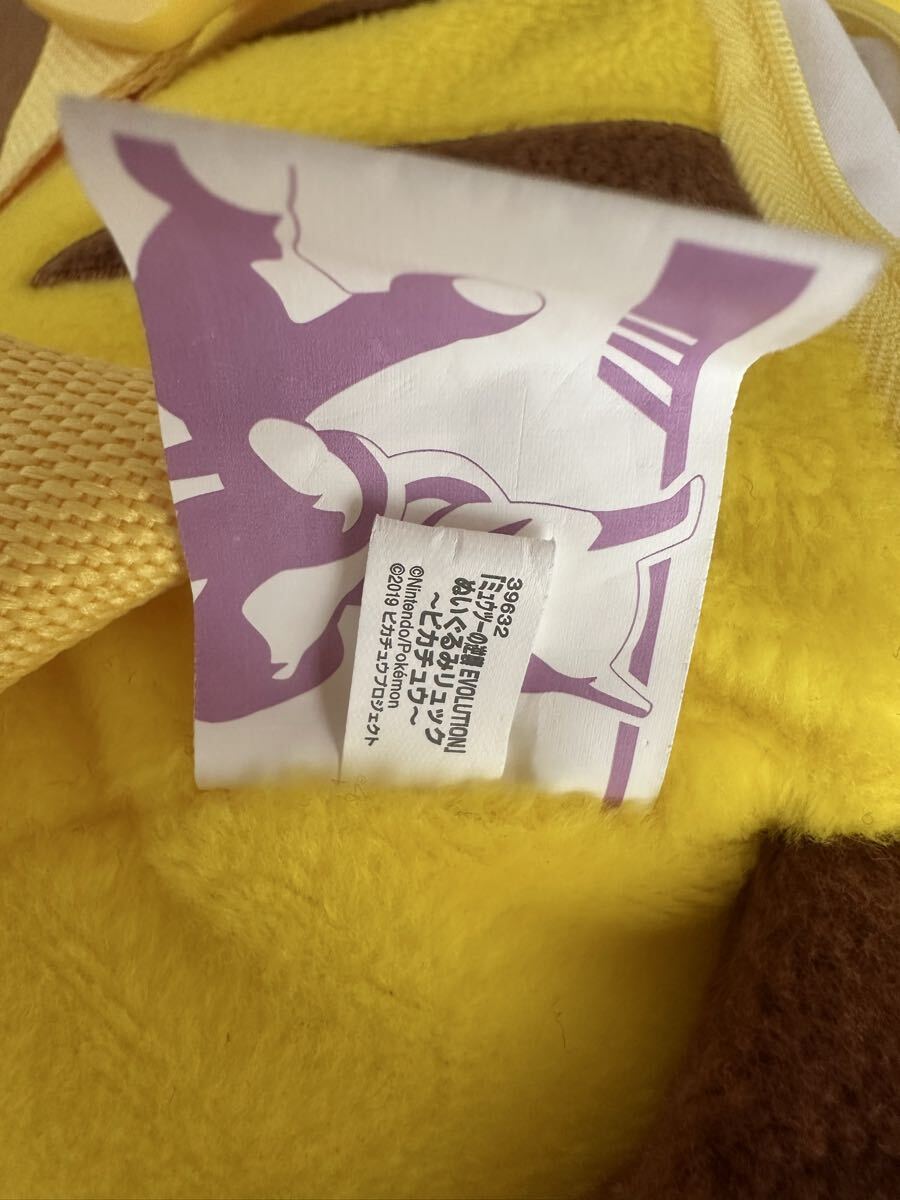 39632
「ミュウツーの逆襲 EVOLUTION」
ぬいぐるみリュック
~ピカチュウ~
©Nintendo/Pokémon
©2019 ピカチュウプロジェクト